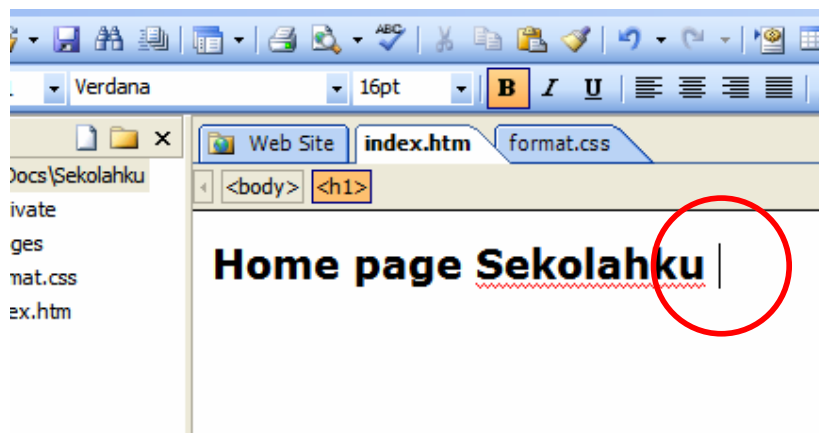 ABC
Verdana 16pt B I U
Web Site index.htm format.css
Docs\Sekolahku
<body> <h1>
ivate
ges
mat.css
ex.htm
Home page Sekolahku